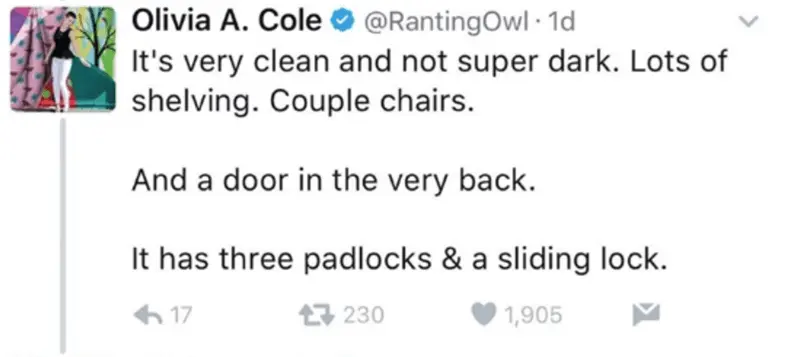 Olivia A. Cole @RantingOwl · 1d
It's very clean and not super dark. Lots of
shelving. Couple chairs.
And a door in the very back.
It has three padlocks & a sliding lock.
17 230 1,905